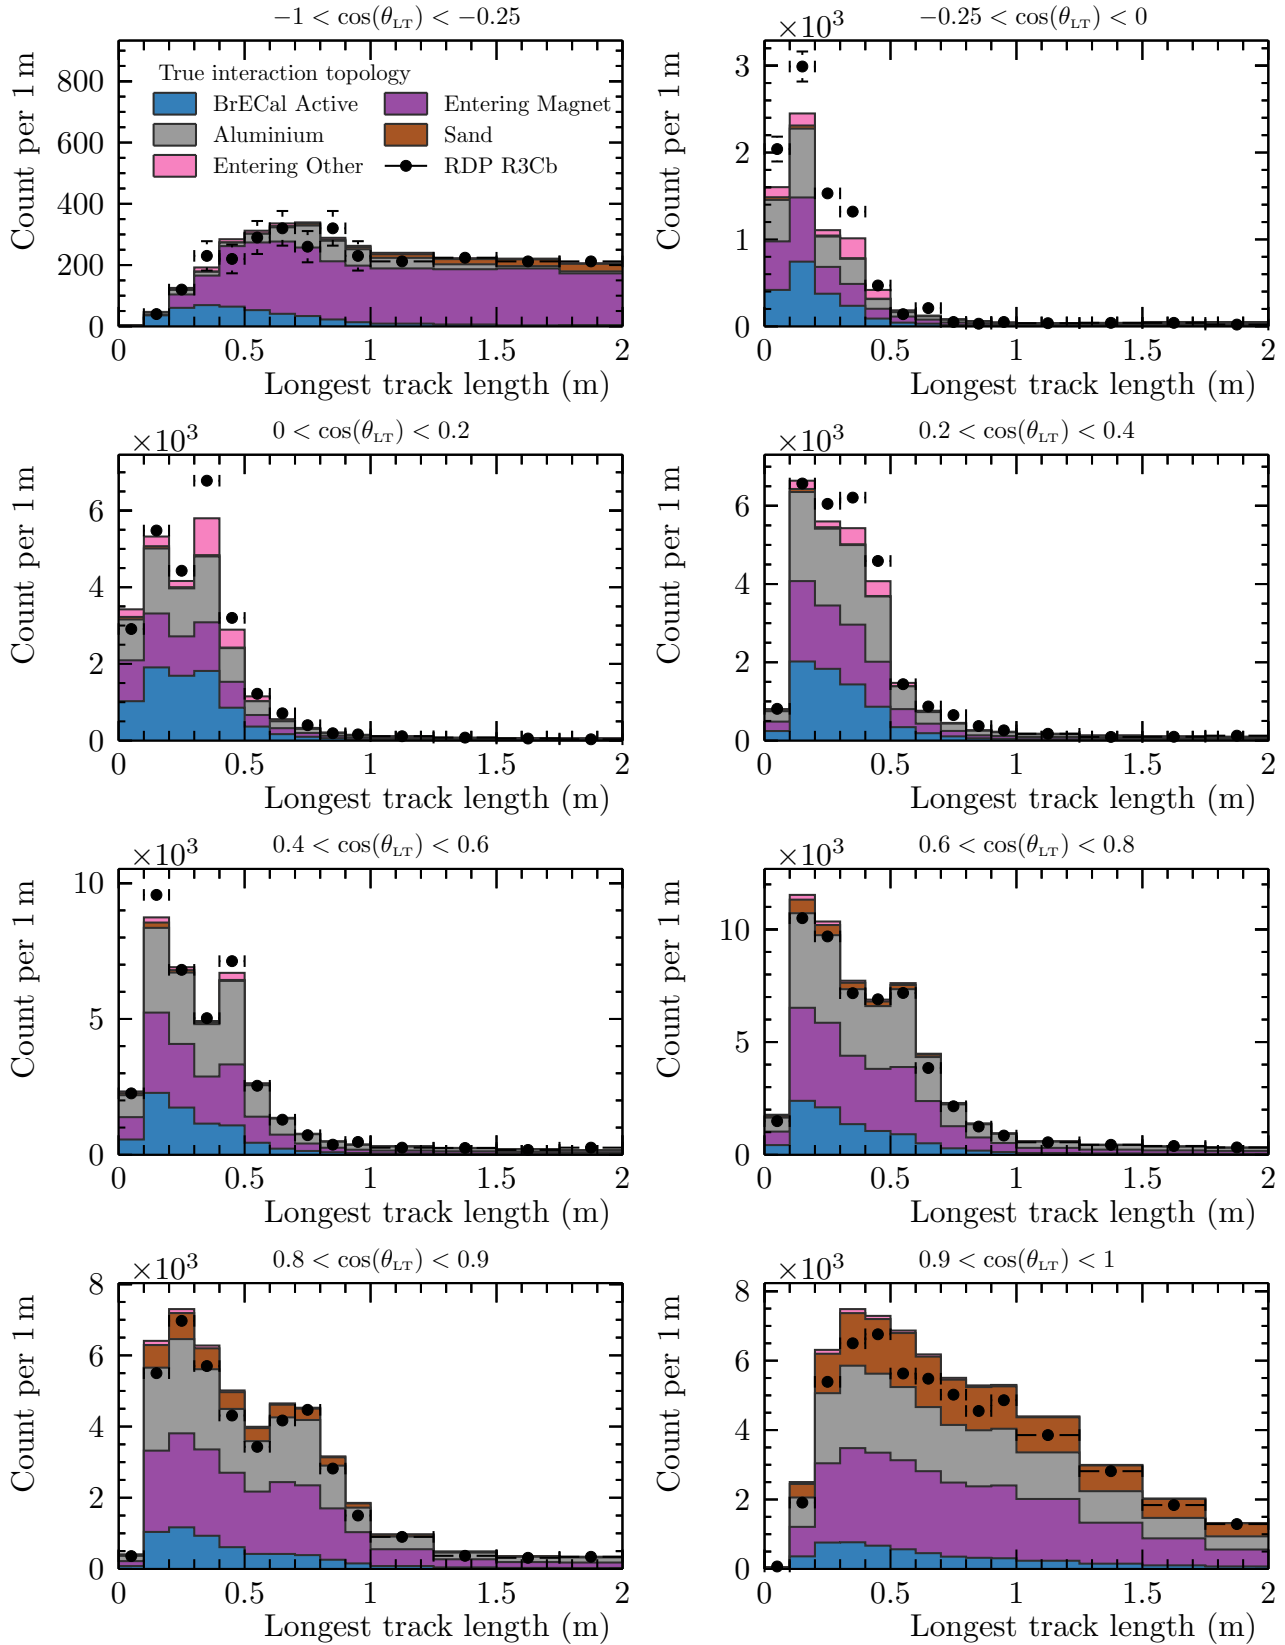 −1 < cos(θLT) < −0.25
Count per 1 m
800
600
400
200
0
True interaction topology
BrECal Active
Entering Magnet
Aluminium
Sand
Entering Other
RDP R3Cb
0 0.5 1 1.5 2
Longest track length (m)
−0.25 < cos(θLT) < 0
×10³
Count per 1 m
3
2
1
0
0 0.5 1 1.5 2
Longest track length (m)
0 < cos(θLT) < 0.2
×10³
Count per 1 m
6
4
2
0
0 0.5 1 1.5 2
Longest track length (m)
0.2 < cos(θLT) < 0.4
×10³
Count per 1 m
6
4
2
0
0 0.5 1 1.5 2
Longest track length (m)
0.4 < cos(θLT) < 0.6
×10³
Count per 1 m
10
5
0
0 0.5 1 1.5 2
Longest track length (m)
0.6 < cos(θLT) < 0.8
×10³
Count per 1 m
10
5
0
0 0.5 1 1.5 2
Longest track length (m)
0.8 < cos(θLT) < 0.9
×10³
Count per 1 m
8
6
4
2
0
0 0.5 1 1.5 2
Longest track length (m)
0.9 < cos(θLT) < 1
×10³
Count per 1 m
8
6
4
2
0
0 0.5 1 1.5 2
Longest track length (m)